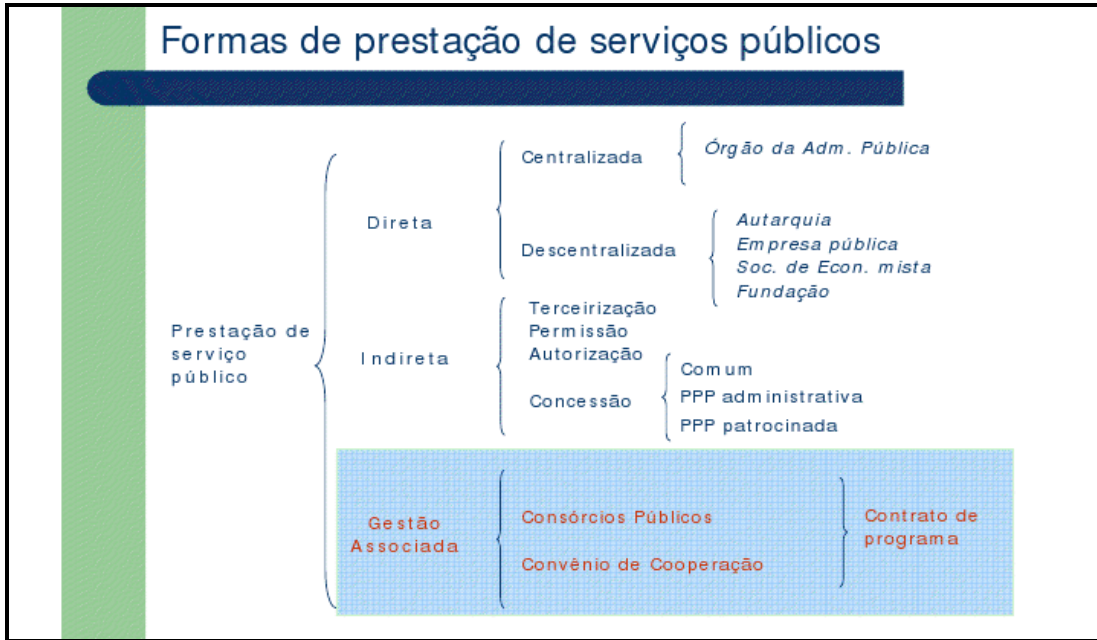 Formas de prestação de serviços públicos
Prestação de
serviço
público
Direta
Centralizada
Órgão da Adm. Pública
Descentralizada
Autarquia
Empresa pública
Soc. de Econ. mista
Fundação
Indireta
Terceirização
Permissão
Autorização
Concessão
Comum
PPP administrativa
PPP patrocinada
Gestão
Associada
Consórcios Públicos
Convênio de Cooperação
Contrato de
programa